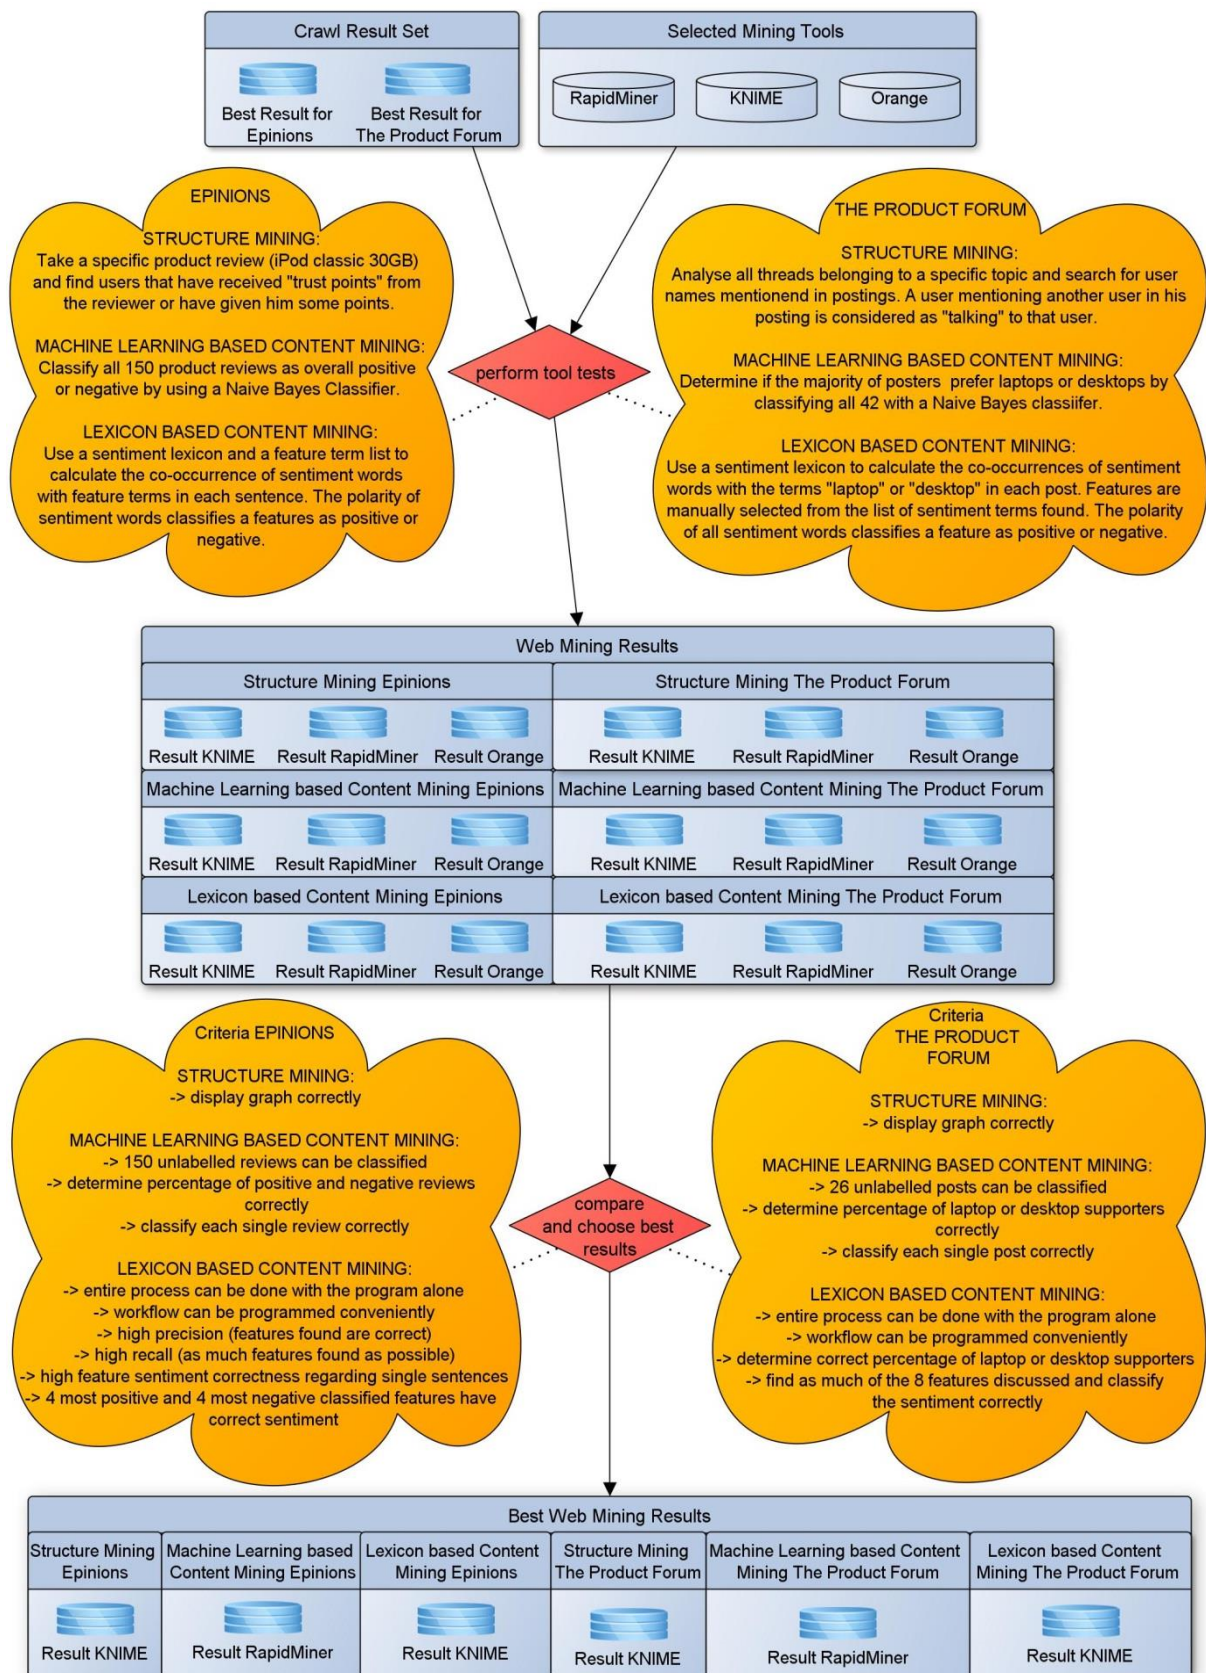 Crawl Result Set
Best Result for
Epinions
Best Result for
The Product Forum
Selected Mining Tools
RapidMiner
KNIME
Orange
EPINIONS
STRUCTURE MINING:
Take a specific product review (iPod classic 30GB)
and find users that have received "trust points" from
the reviewer or have given him some points.
MACHINE LEARNING BASED CONTENT MINING:
Classify all 150 product reviews as overall positive
or negative by using a Naive Bayes Classifier.
LEXICON BASED CONTENT MINING:
Use a sentiment lexicon and a feature term list to
calculate the co-occurrence of sentiment words
with feature terms in each sentence. The polarity of
sentiment words classifies a features as positive or
negative.
perform tool tests
THE PRODUCT FORUM
STRUCTURE MINING:
Analyse all threads belonging to a specific topic and search for user
names mentionend in postings. A user mentioning another user in his
posting is considered as "talking" to that user.
MACHINE LEARNING BASED CONTENT MINING:
Determine if the majority of posters prefer laptops or desktops by
classifying all 42 with a Naive Bayes classiifer.
LEXICON BASED CONTENT MINING:
Use a sentiment lexicon to calculate the co-occurrences of sentiment
words with the terms "laptop" or "desktop" in each post. Features are
manually selected from the list of sentiment terms found. The polarity
of all sentiment words classifies a feature as positive or negative.
Web Mining Results
Structure Mining Epinions
Structure Mining The Product Forum
Result KNIME
Result RapidMiner
Result Orange
Result KNIME
Result RapidMiner
Result Orange
Machine Learning based Content Mining Epinions
Machine Learning based Content Mining The Product Forum
Result KNIME
Result RapidMiner
Result Orange
Result KNIME
Result RapidMiner
Result Orange
Lexicon based Content Mining Epinions
Lexicon based Content Mining The Product Forum
Result KNIME
Result RapidMiner
Result Orange
Result KNIME
Result RapidMiner
Result Orange
Criteria EPINIONS
STRUCTURE MINING:
-> display graph correctly
MACHINE LEARNING BASED CONTENT MINING:
-> 150 unlabelled reviews can be classified
-> determine percentage of positive and negative reviews
correctly
-> classify each single review correctly
LEXICON BASED CONTENT MINING:
-> entire process can be done with the program alone
-> workflow can be programmed conveniently
-> high precision (features found are correct)
-> high recall (as much features found as possible)
-> high feature sentiment correctness regarding single sentences
-> 4 most positive and 4 most negative classified features have
correct sentiment
compare
and choose best
results
Criteria
THE PRODUCT
FORUM
STRUCTURE MINING:
-> display graph correctly
MACHINE LEARNING BASED CONTENT MINING:
-> 26 unlabelled posts can be classified
-> determine percentage of laptop or desktop supporters
correctly
-> classify each single post correctly
LEXICON BASED CONTENT MINING:
-> entire process can be done with the program alone
-> workflow can be programmed conveniently
-> determine correct percentage of laptop or desktop supporters
-> find as much of the 8 features discussed and classify
the sentiment correctly
Best Web Mining Results
Structure Mining
Epinions
Machine Learning based
Content Mining Epinions
Lexicon based Content
Mining Epinions
Structure Mining
The Product Forum
Machine Learning based Content
Mining The Product Forum
Lexicon based Content
Mining The Product Forum
Result KNIME
Result RapidMiner
Result KNIME
Result KNIME
Result RapidMiner
Result KNIME